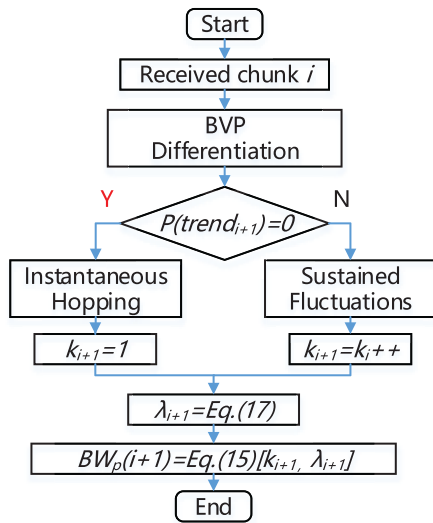 Start
Received chunk i
BVP
Differentiation
Y
N
P(trendᵢ₊₁)=0
Instantaneous
Hopping
Sustained
Fluctuations
kᵢ₊₁=1
kᵢ₊₁=kᵢ++
λᵢ₊₁=Eq.(17)
BWₚ(i+1)=Eq.(15)[kᵢ₊₁, λᵢ₊₁]
End